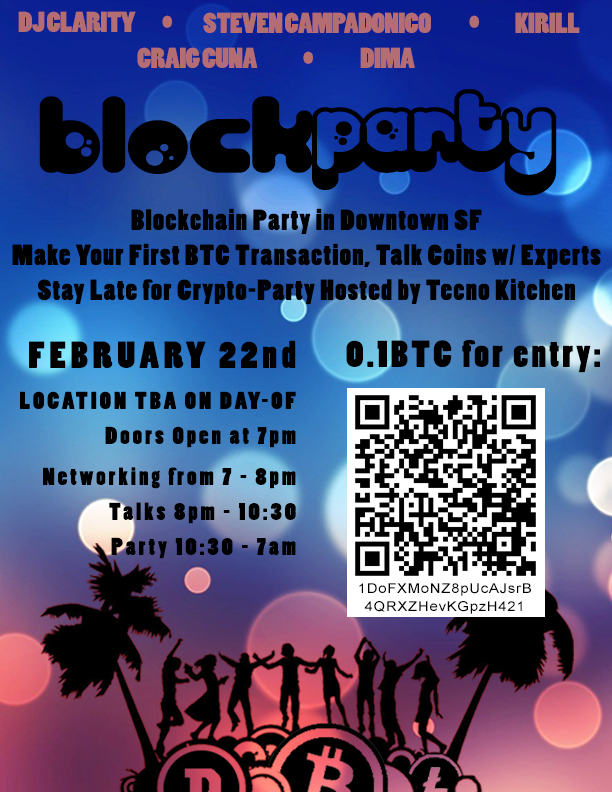 DJ CLARITY • STEVEN CAMPADONICO • KIRILL
CRAIG CUNA • DIMA
blockparty
Blockchain Party in Downtown SF
Make Your First BTC Transaction, Talk Coins w/ Experts
Stay Late for Crypto-Party Hosted by Tecno Kitchen
FEBRUARY 22nd
LOCATION TBA ON DAY-OF
Doors Open at 7pm
Networking from 7 - 8pm
Talks 8pm - 10:30
Party 10:30 - 7am
0.1BTC for entry:
1DoFXMoNZ8pUcAJsrB
4QRXZHevKGpzH421